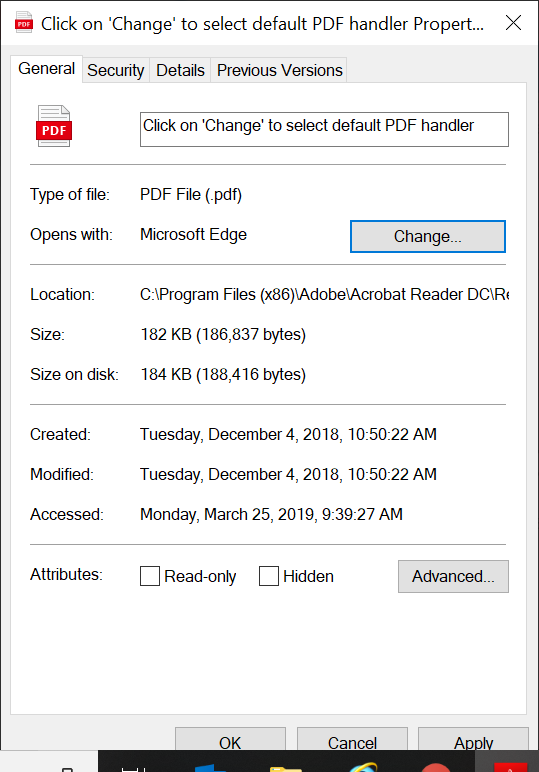 Click on 'Change' to select default PDF handler Propert...
General Security Details Previous Versions
PDF
Click on 'Change' to select default PDF handler
Type of file: PDF File (.pdf)
Opens with: Microsoft Edge Change...
Location: C:\Program Files (x86)\Adobe\Acrobat Reader DC\Re
Size: 182 KB (186,837 bytes)
Size on disk: 184 KB (188,416 bytes)
Created: Tuesday, December 4, 2018, 10:50:22 AM
Modified: Tuesday, December 4, 2018, 10:50:22 AM
Accessed: Monday, March 25, 2019, 9:39:27 AM
Attributes: Read-only Hidden Advanced...
OK Cancel Apply